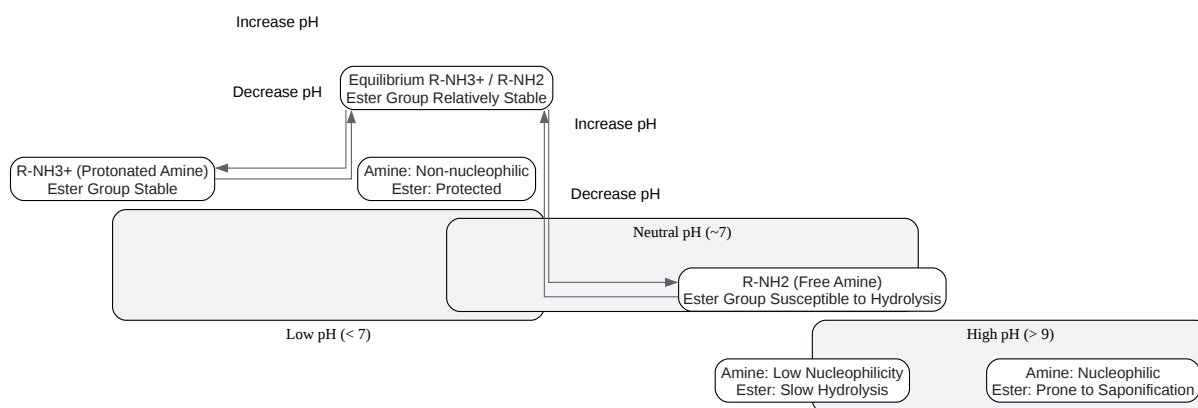 Increase pH
Equilibrium R-NH3+ / R-NH2
Ester Group Relatively Stable
Decrease pH
Increase pH
R-NH3+ (Protonated Amine)
Ester Group Stable
Amine: Non-nucleophilic
Ester: Protected
Decrease pH
Neutral pH (~7)
R-NH2 (Free Amine)
Ester Group Susceptible to Hydrolysis
Low pH (< 7)
High pH (> 9)
Amine: Low Nucleophilicity
Ester: Slow Hydrolysis
Amine: Nucleophilic
Ester: Prone to Saponification